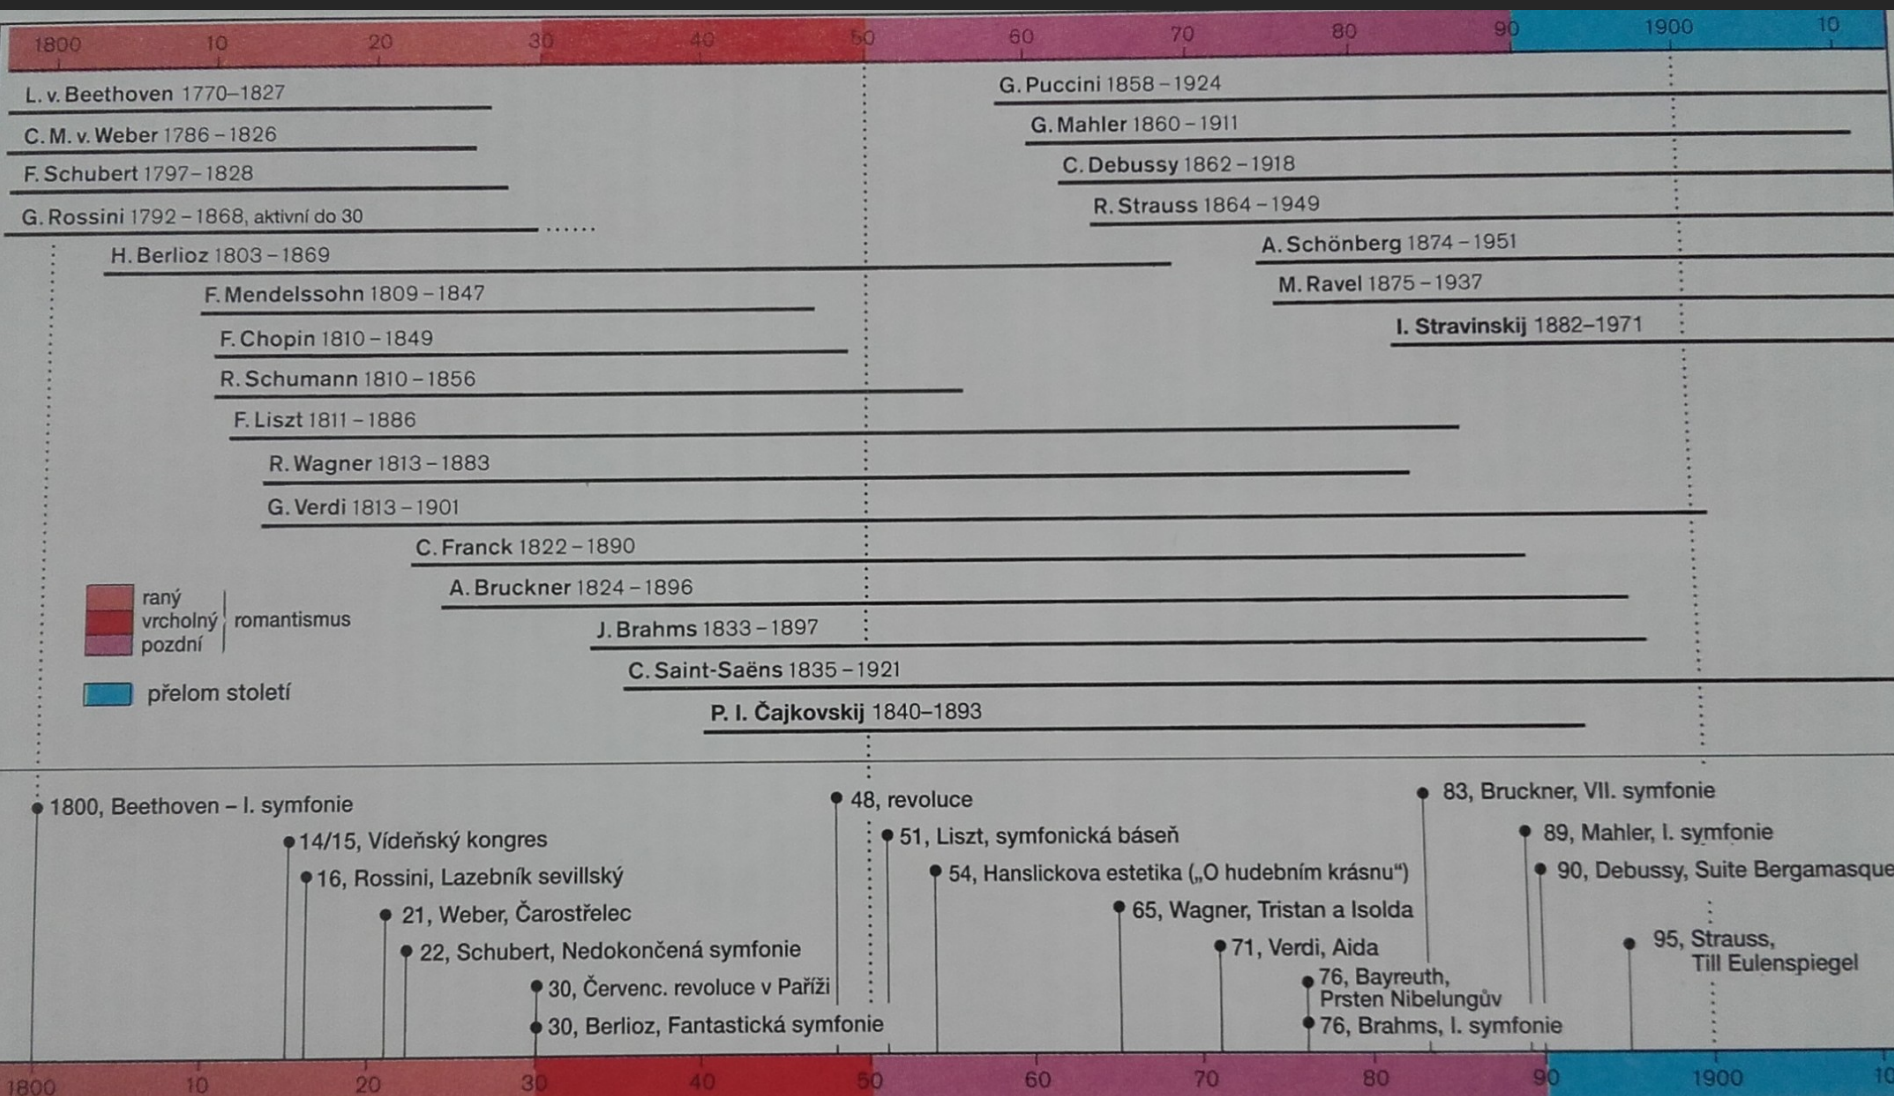 1800 10 20 30 40 50 60 70 80 90 1900 10
L. v. Beethoven 1770–1827
C. M. v. Weber 1786–1826
F. Schubert 1797–1828
G. Rossini 1792–1868, aktivní do 30
H. Berlioz 1803–1869
F. Mendelssohn 1809–1847
F. Chopin 1810–1849
R. Schumann 1810–1856
F. Liszt 1811–1886
R. Wagner 1813–1883
G. Verdi 1813–1901
C. Franck 1822–1890
A. Bruckner 1824–1896
J. Brahms 1833–1897
C. Saint-Saëns 1835–1921
P. I. Čajkovskij 1840–1893
G. Puccini 1858–1924
G. Mahler 1860–1911
C. Debussy 1862–1918
R. Strauss 1864–1949
A. Schönberg 1874–1951
M. Ravel 1875–1937
I. Stravinskij 1882–1971
raný
vrcholný romantismus
pozdní
přelom století
1800, Beethoven – I. symfonie
14/15, Vídeňský kongres
16, Rossini, Lazebník sevillský
21, Weber, Čarostřelec
22, Schubert, Nedokončená symfonie
30, Červenc. revoluce v Paříži
30, Berlioz, Fantastická symfonie
48, revoluce
51, Liszt, symfonická báseň
54, Hanslickova estetika („O hudebním krásnu“)
65, Wagner, Tristan a Isolda
71, Verdi, Aida
76, Bayreuth,
Prsten Nibelungův
76, Brahms, I. symfonie
83, Bruckner, VII. symfonie
89, Mahler, I. symfonie
90, Debussy, Suite Bergamasque
95, Strauss,
Till Eulenspiegel
1800 10 20 30 40 50 60 70 80 90 1900 10